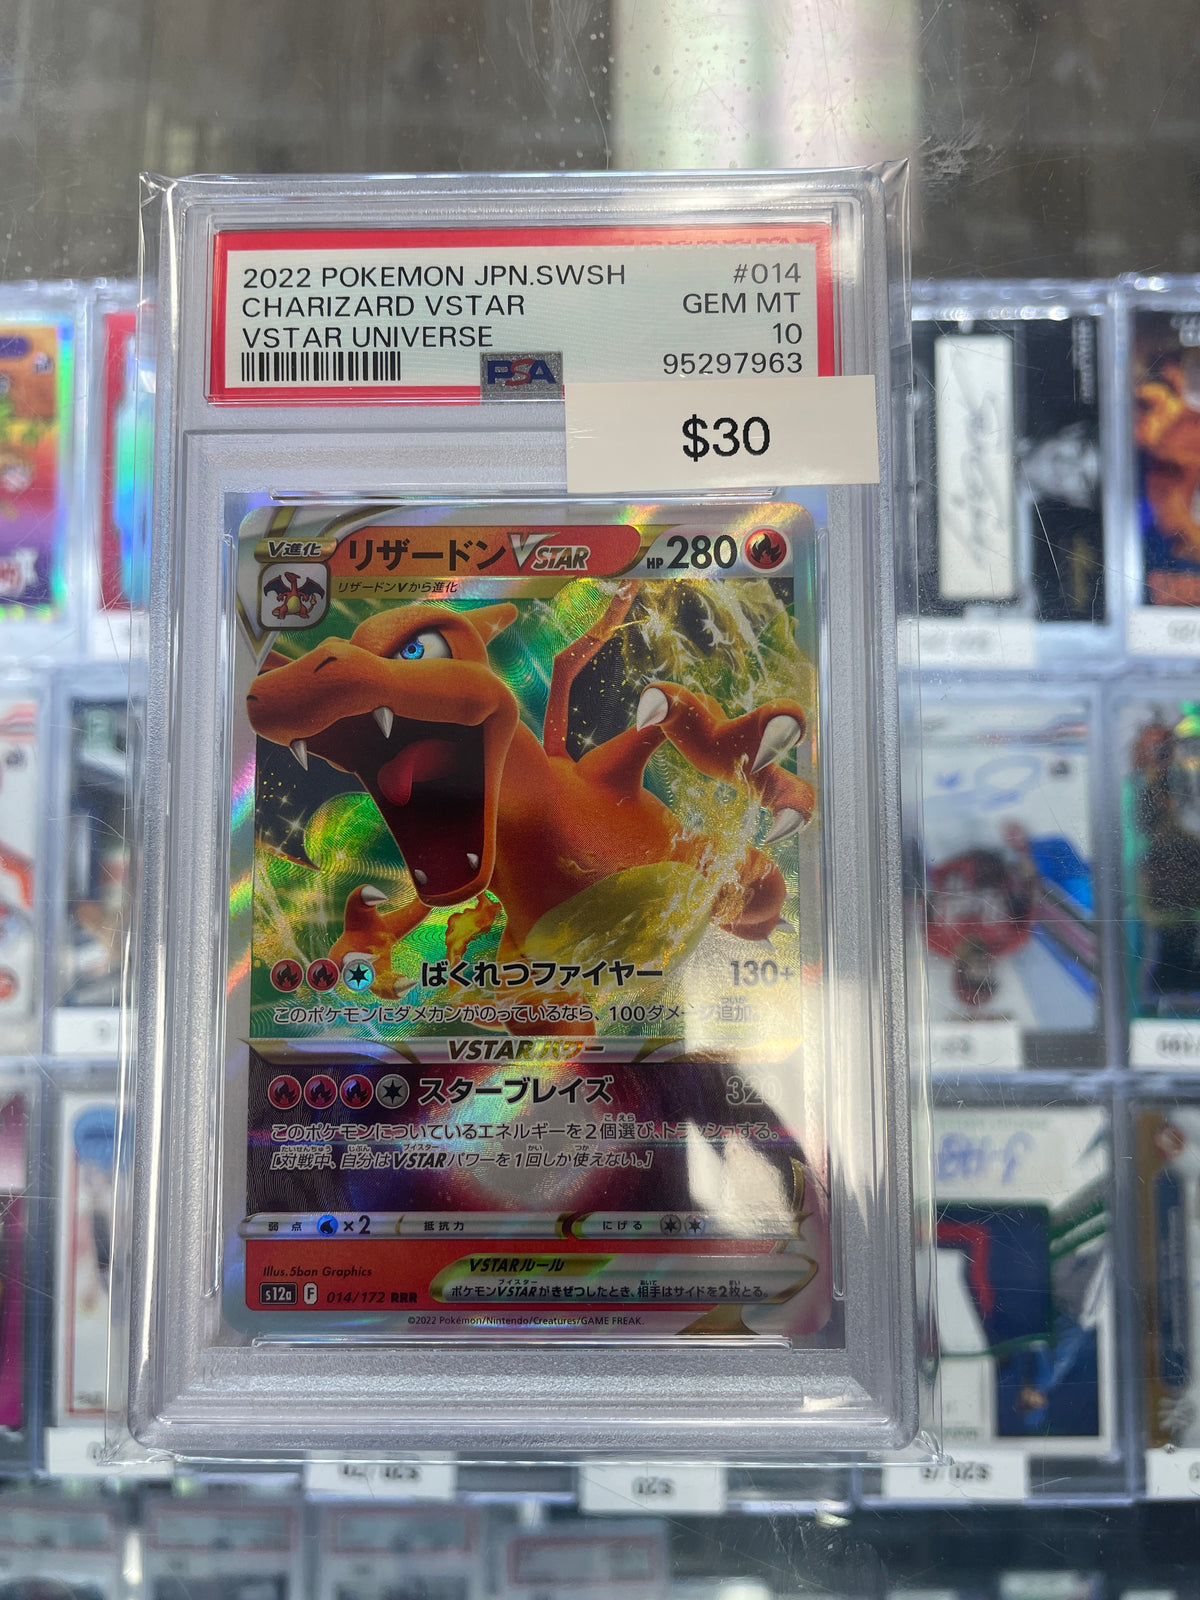 2022 POKEMON JPN.SWSH #014
CHARIZARD VSTAR GEM MT
VSTAR UNIVERSE 10
PSA 95297963
$30
V進化 リザードンVSTAR HP280
リザードンVから進化
ばくれつファイヤー 130+
このポケモンにダメカンがのっているなら、100ダメージ追加。
VSTARパワー
スターブレイズ 320
このポケモンについているエネルギーを2個選び、トラッシュする。
[対戦中、自分はVSTARパワーを1回しか使えない。]
弱点 ×2 抵抗力 にげる
Illus.5ban Graphics
VSTARルール
ポケモンVSTARがきぜつしたとき、相手はサイドを2枚とる。
s12a F 014/172 RRR
©2022 Pokémon/Nintendo/Creatures/GAME FREAK.